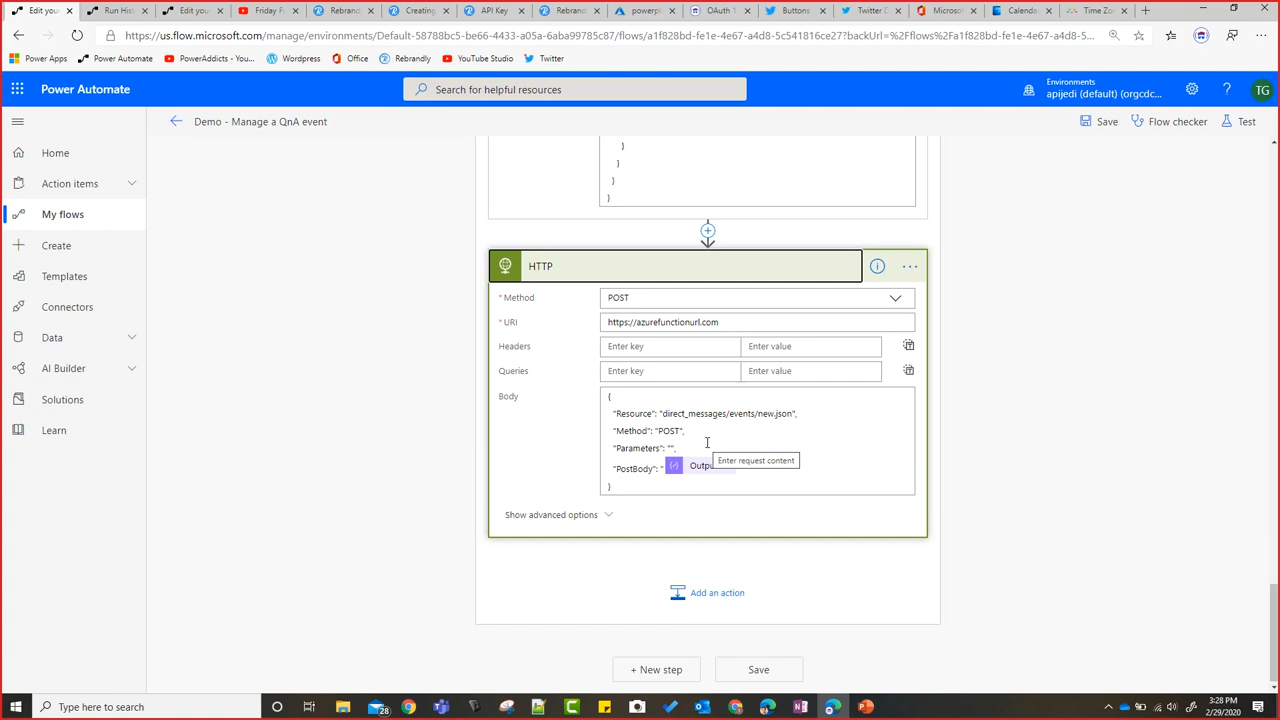 Edit your
Run Hist
Edit your
Friday F
Rebrand
Creating
API Key
Rebrand
powerpl
OAuth 1
Buttons
Twitter D
Microso
Calenda
Time Zo
https://us.flow.microsoft.com/manage/environments/Default-58788bc5-be66-4433-a05a-6aba99785c87/flows/a1f828bd-fe1e-4e67-a4d8-5c541816ce27?backUrl=%2Fflows%2Fa1f828bd-fe1e-4e67-a4d8-5...
Power Apps
Power Automate
PowerAddicts - You...
Wordpress
Office
Rebrandly
YouTube Studio
Twitter
Power Automate
Search for helpful resources
Environments
apijedi (default) (orgcdc...
?
TG
Demo - Manage a QnA event
Save
Flow checker
Test
Home
Action items
My flows
Create
Templates
Connectors
Data
AI Builder
Solutions
Learn
}
}
}
}
HTTP
* Method
POST
* URI
https://azurefunctionurl.com
Headers
Enter key
Enter value
Queries
Enter key
Enter value
Body
{
"Resource": "direct_messages/events/new.json",
"Method": "POST",
"Parameters": "",
"PostBody": "
Outpu
Enter request content
}
Show advanced options
Add an action
+ New step
Save
Type here to search
28
3:28 PM
2/29/2020